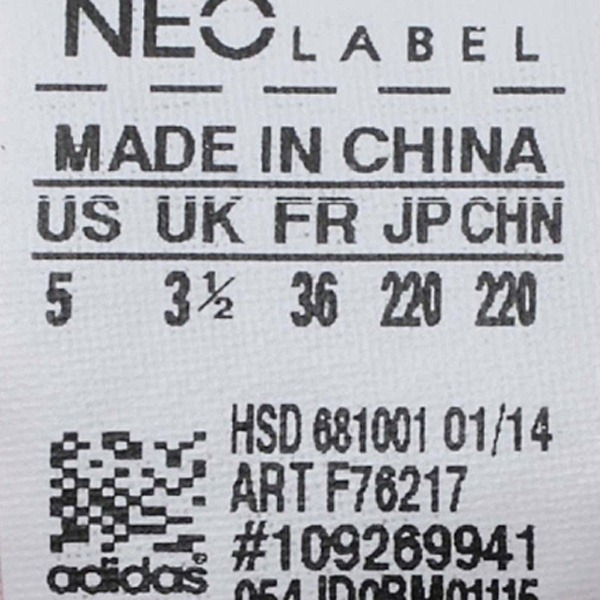 NEO LABEL
MADE IN CHINA
US UK FR JP CHN
5 3½ 36 220 220
HSD 681001 01/14
ART F76217
#109269941
adidas®